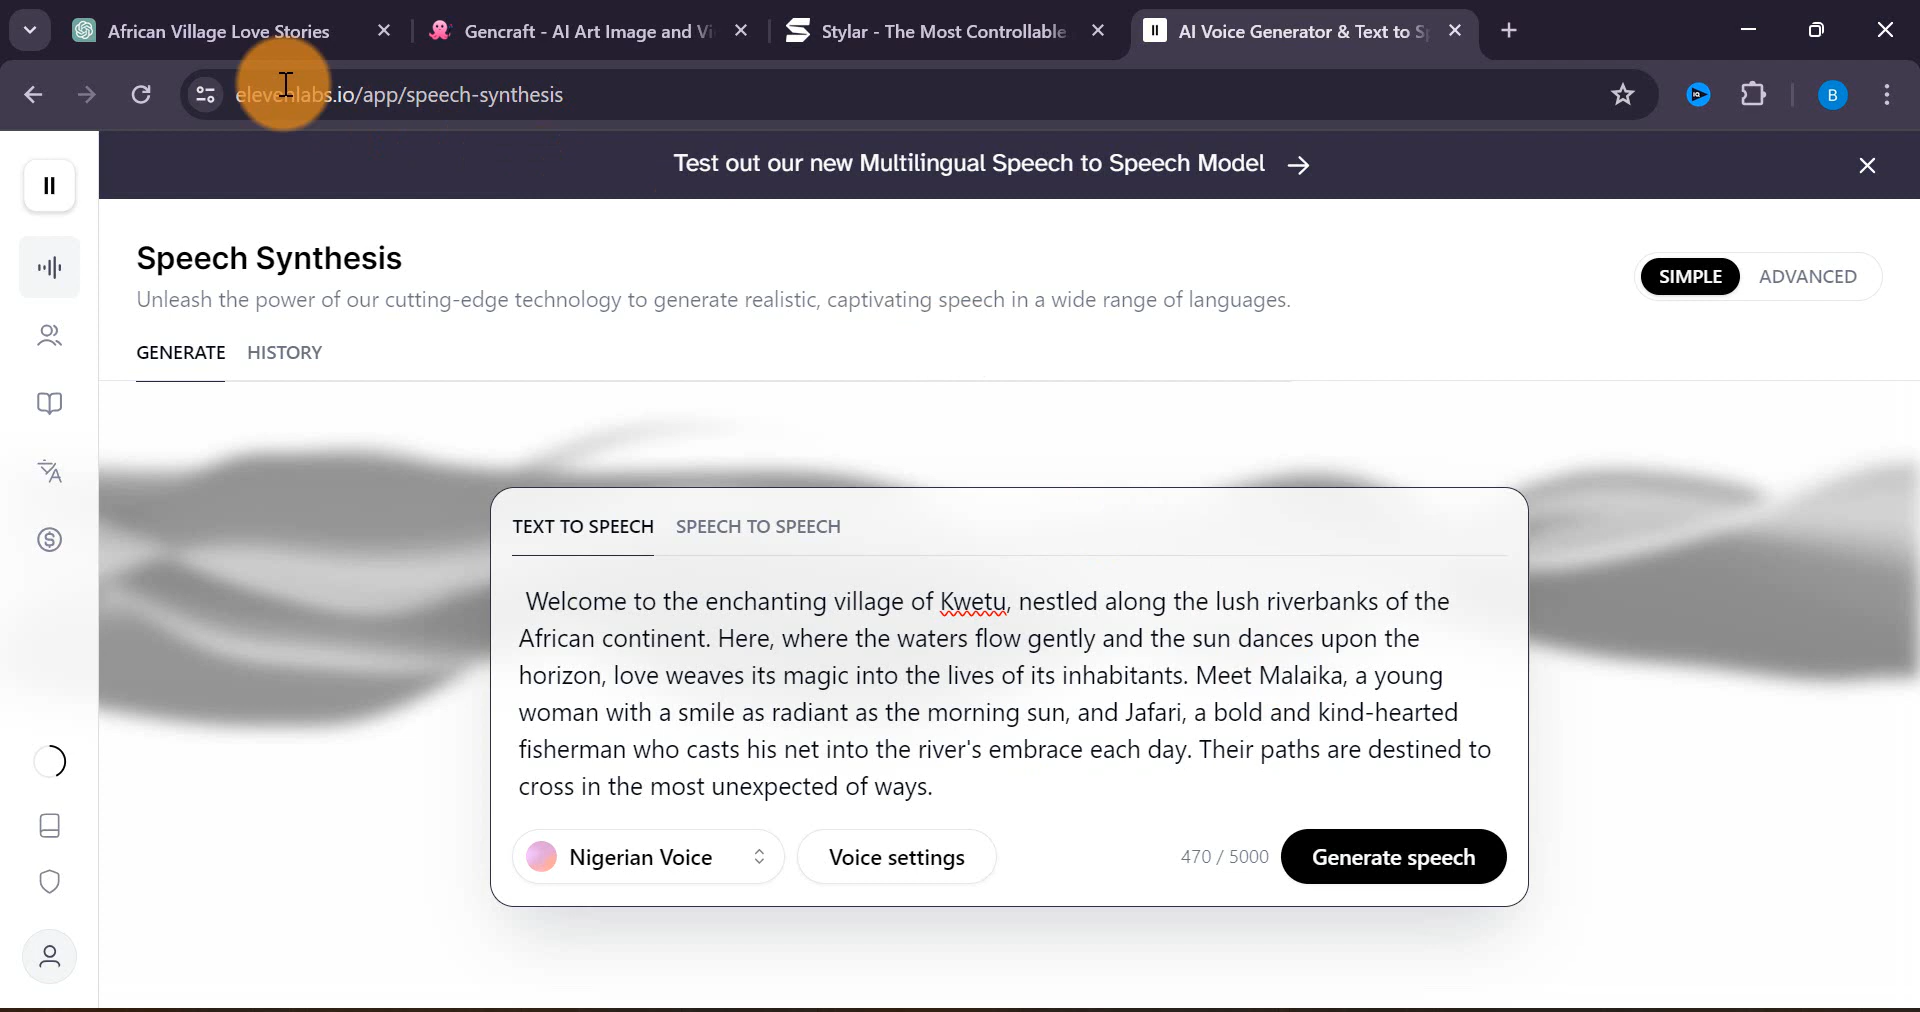 African Village Love Stories
Gencraft - AI Art Image and Vi
Stylar - The Most Controllable
AI Voice Generator & Text to Sp
B
elevenlabs.io/app/speech-synthesis
Test out our new Multilingual Speech to Speech Model →
Speech Synthesis
SIMPLE ADVANCED
Unleash the power of our cutting-edge technology to generate realistic, captivating speech in a wide range of languages.
GENERATE HISTORY
TEXT TO SPEECH SPEECH TO SPEECH
Welcome to the enchanting village of Kwetu, nestled along the lush riverbanks of the
African continent. Here, where the waters flow gently and the sun dances upon the
horizon, love weaves its magic into the lives of its inhabitants. Meet Malaika, a young
woman with a smile as radiant as the morning sun, and Jafari, a bold and kind-hearted
fisherman who casts his net into the river's embrace each day. Their paths are destined to
cross in the most unexpected of ways.
Nigerian Voice Voice settings 470 / 5000 Generate speech